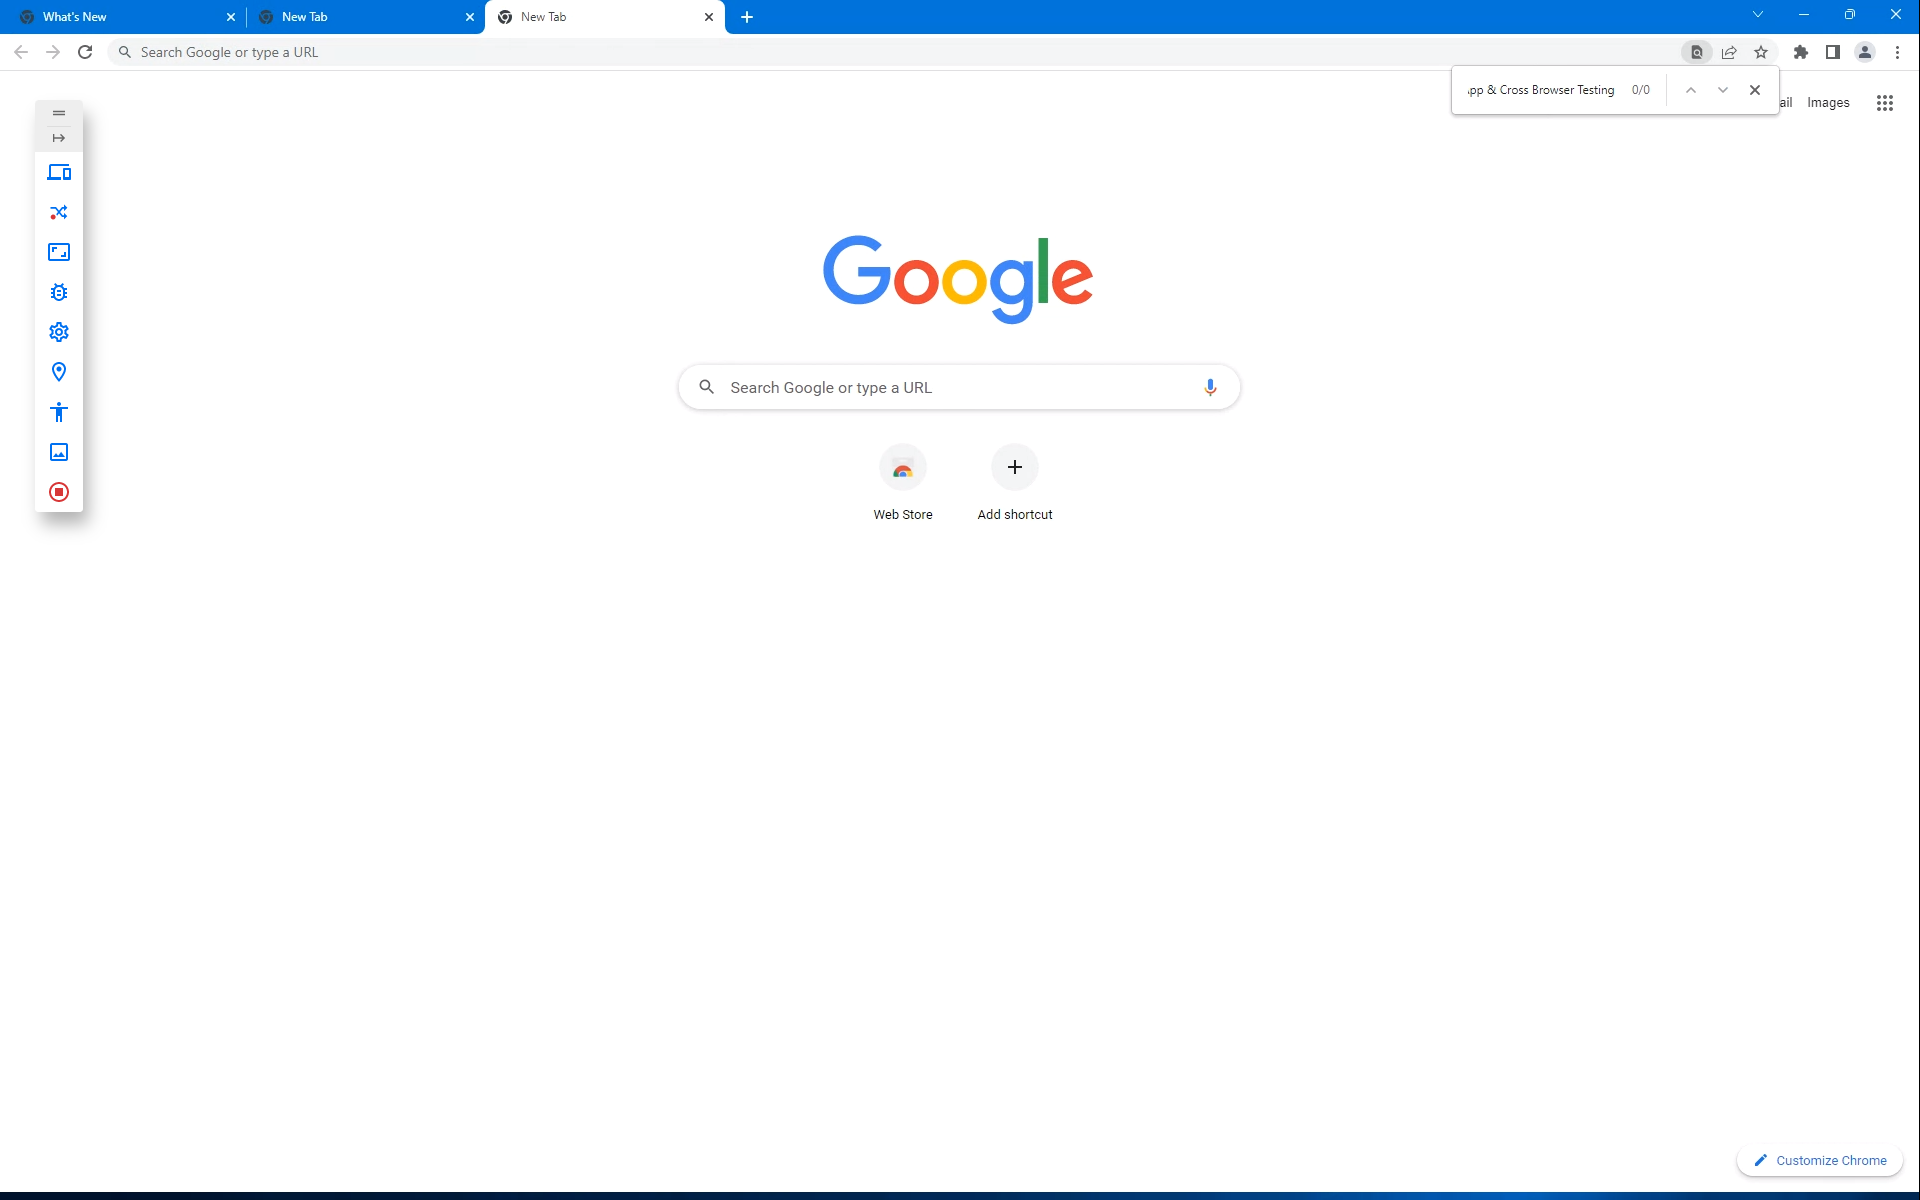 What's New
New Tab
New Tab
Search Google or type a URL
pp & Cross Browser Testing 0/0
ail Images
Google
Search Google or type a URL
Web Store
Add shortcut
Customize Chrome